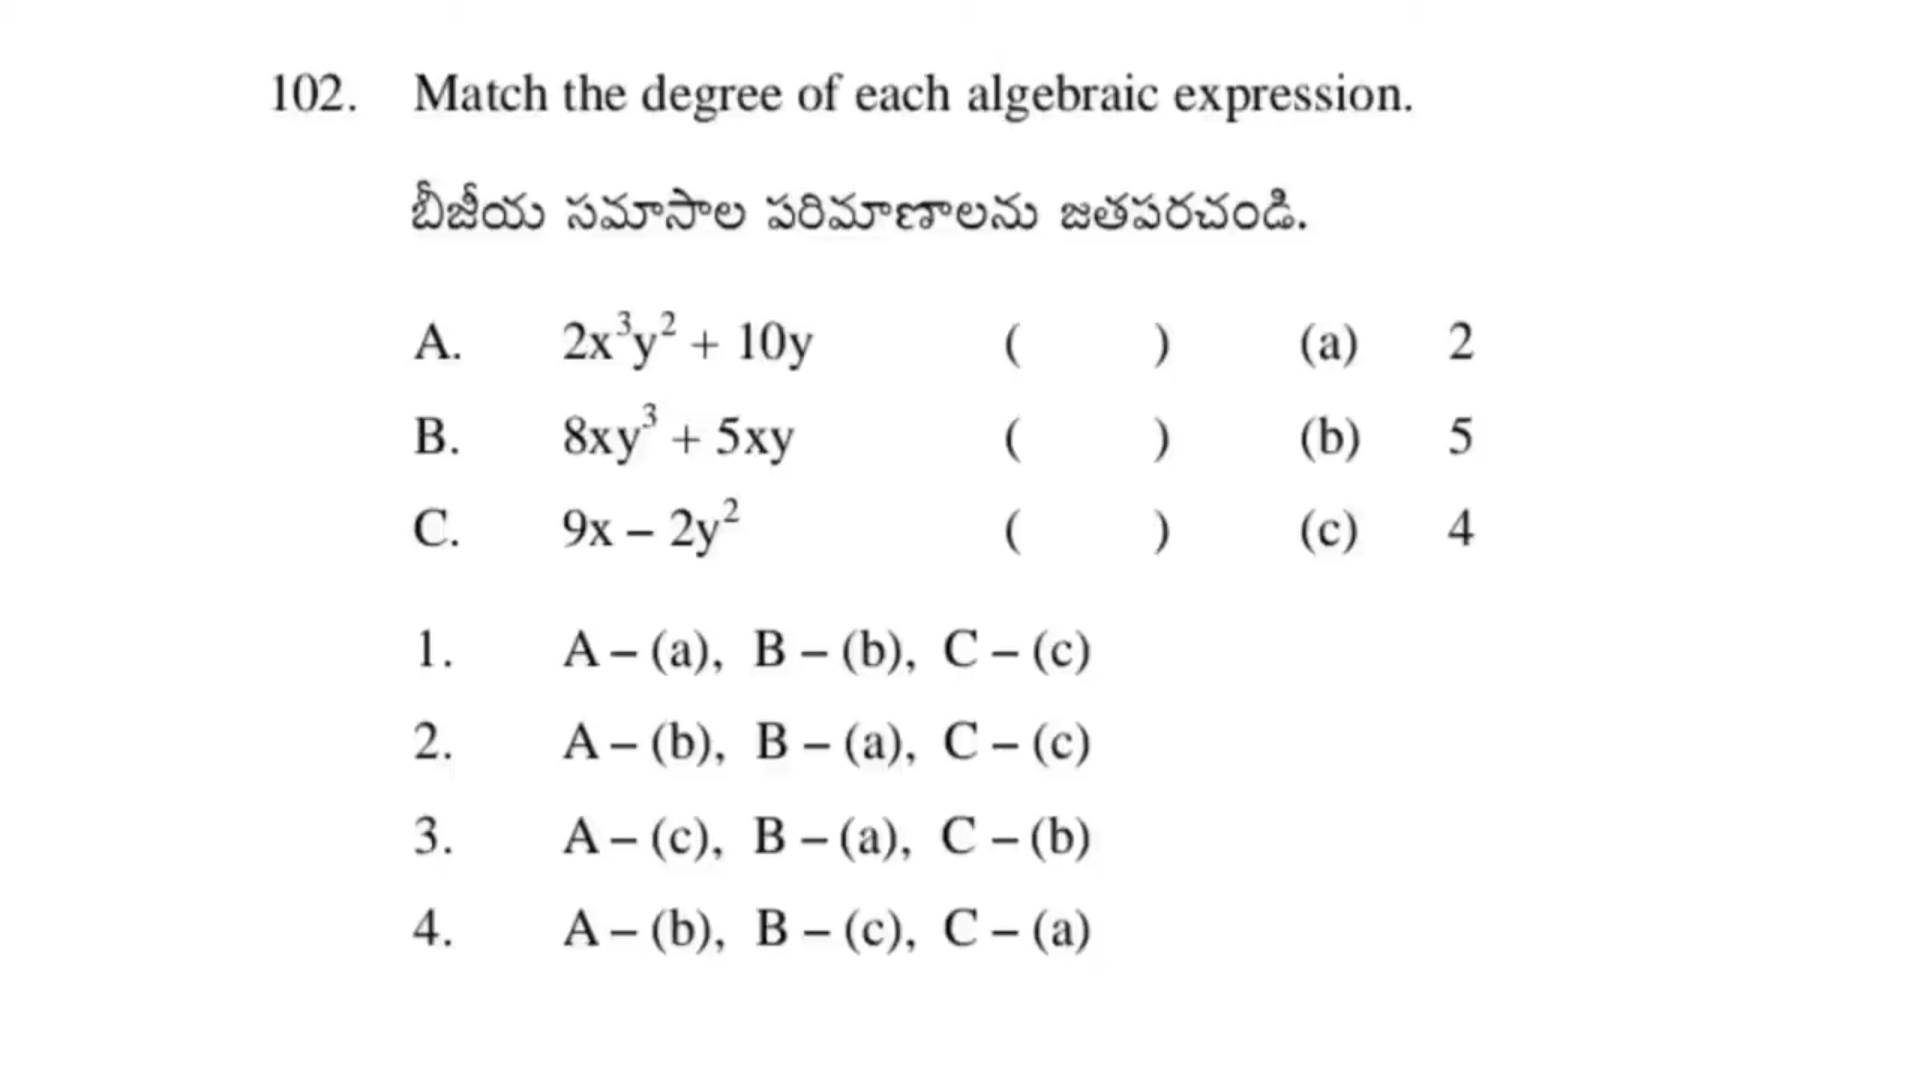 102. Match the degree of each algebraic expression.
బీజీయ సమాసాల పరిమాణాలను జతపరచండి.
A. 2x³y² + 10y ( ) (a) 2
B. 8xy³ + 5xy ( ) (b) 5
C. 9x – 2y² ( ) (c) 4
1. A – (a), B – (b), C – (c)
2. A – (b), B – (a), C – (c)
3. A – (c), B – (a), C – (b)
4. A – (b), B – (c), C – (a)